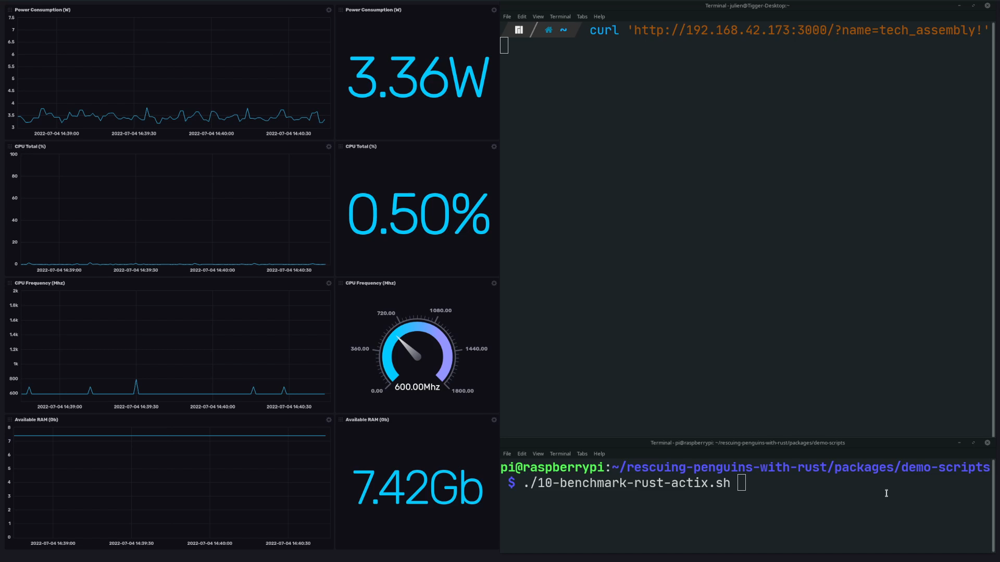 Power Consumption (W)
7.5
7
6.5
6
5.5
5
4.5
4
3.5
3
2022-07-04 14:39:00
2022-07-04 14:39:30
2022-07-04 14:40:00
2022-07-04 14:40:30
Power Consumption (W)
3.36W
CPU Total (%)
100
80
60
40
20
0
2022-07-04 14:39:00
2022-07-04 14:39:30
2022-07-04 14:40:00
2022-07-04 14:40:30
CPU Total (%)
0.50%
CPU Frequency (Mhz)
2k
1.8k
1.6k
1.4k
1.2k
1k
800
600
2022-07-04 14:39:00
2022-07-04 14:39:30
2022-07-04 14:40:00
2022-07-04 14:40:30
CPU Frequency (Mhz)
720.00
1080.00
360.00
1440.00
0.00
600.00Mhz
1800.00
Available RAM (Gb)
8
7
6
5
4
3
2
1
0
2022-07-04 14:39:00
2022-07-04 14:39:30
2022-07-04 14:40:00
2022-07-04 14:40:30
Available RAM (Gb)
7.42Gb
Terminal - julien@Tigger-Desktop:~
File Edit View Terminal Tabs Help
~ curl 'http://192.168.42.173:3000/?name=tech_assembly!'
Terminal - pi@raspberrypi: ~/rescuing-penguins-with-rust/packages/demo-scripts
File Edit View Terminal Tabs Help
pi@raspberrypi:~/rescuing-penguins-with-rust/packages/demo-scripts
$ ./10-benchmark-rust-actix.sh